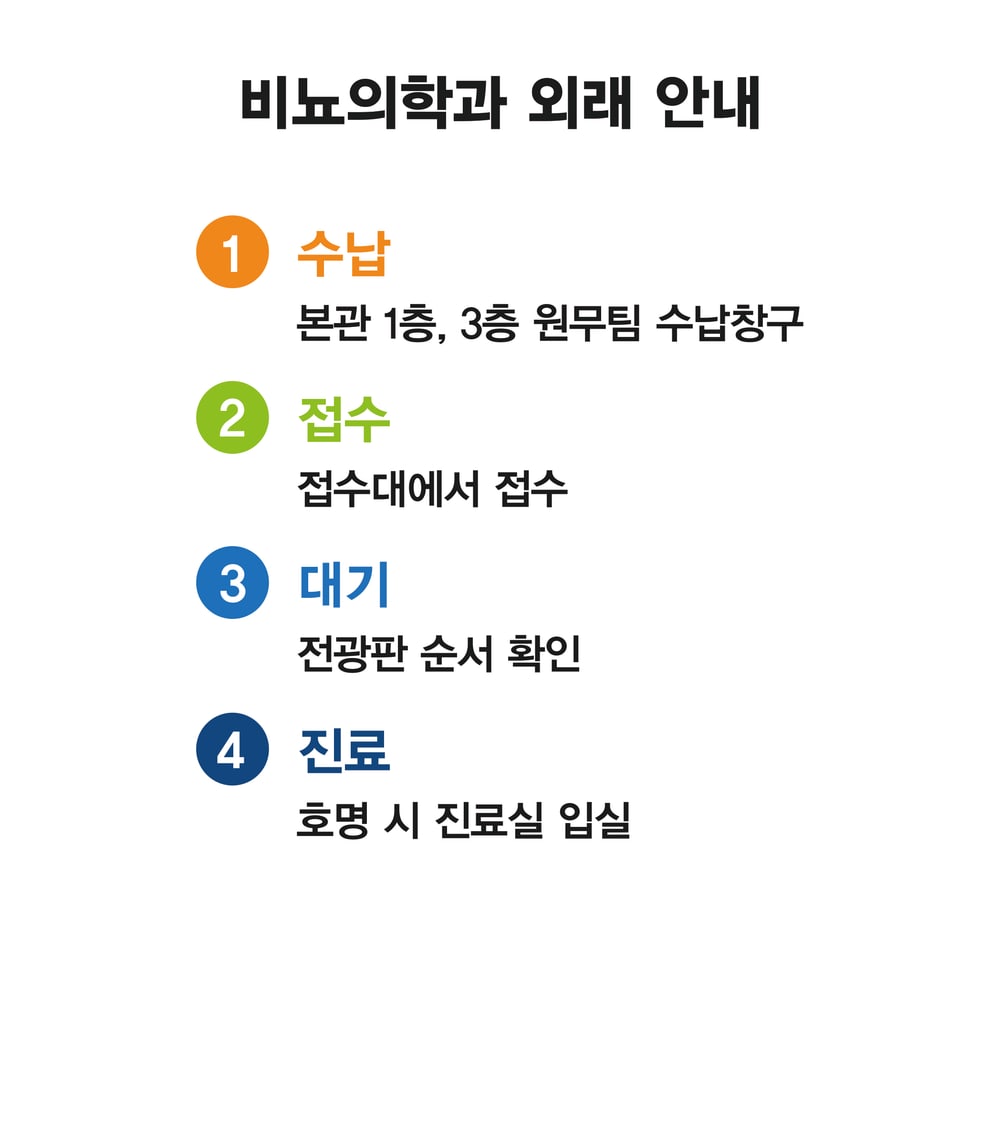 비뇨의학과 외래 안내
1 수납
본관 1층, 3층 원무팀 수납창구
2 접수
접수대에서 접수
3 대기
전광판 순서 확인
4 진료
호명 시 진료실 입실